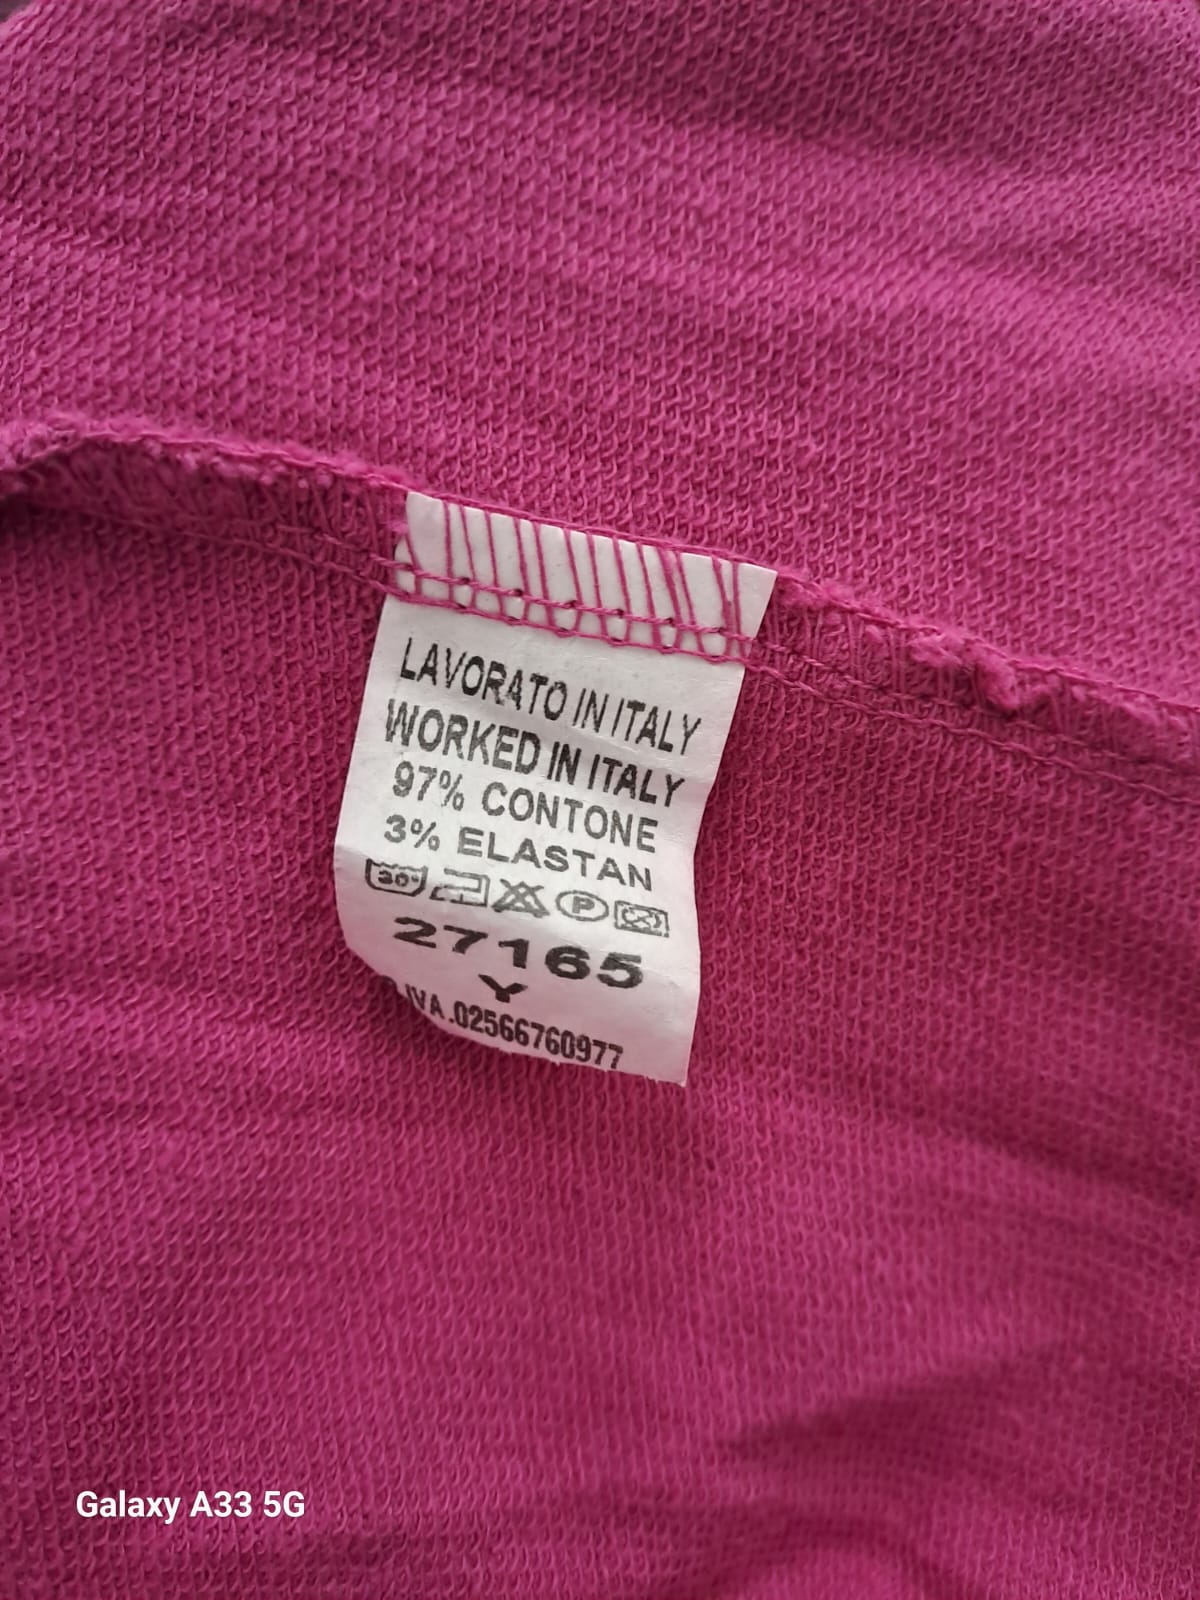 LAVORATO IN ITALY
WORKED IN ITALY
97% CONTONE
3% ELASTAN
30° P
27165
Y
IVA.02566760977
Galaxy A33 5G